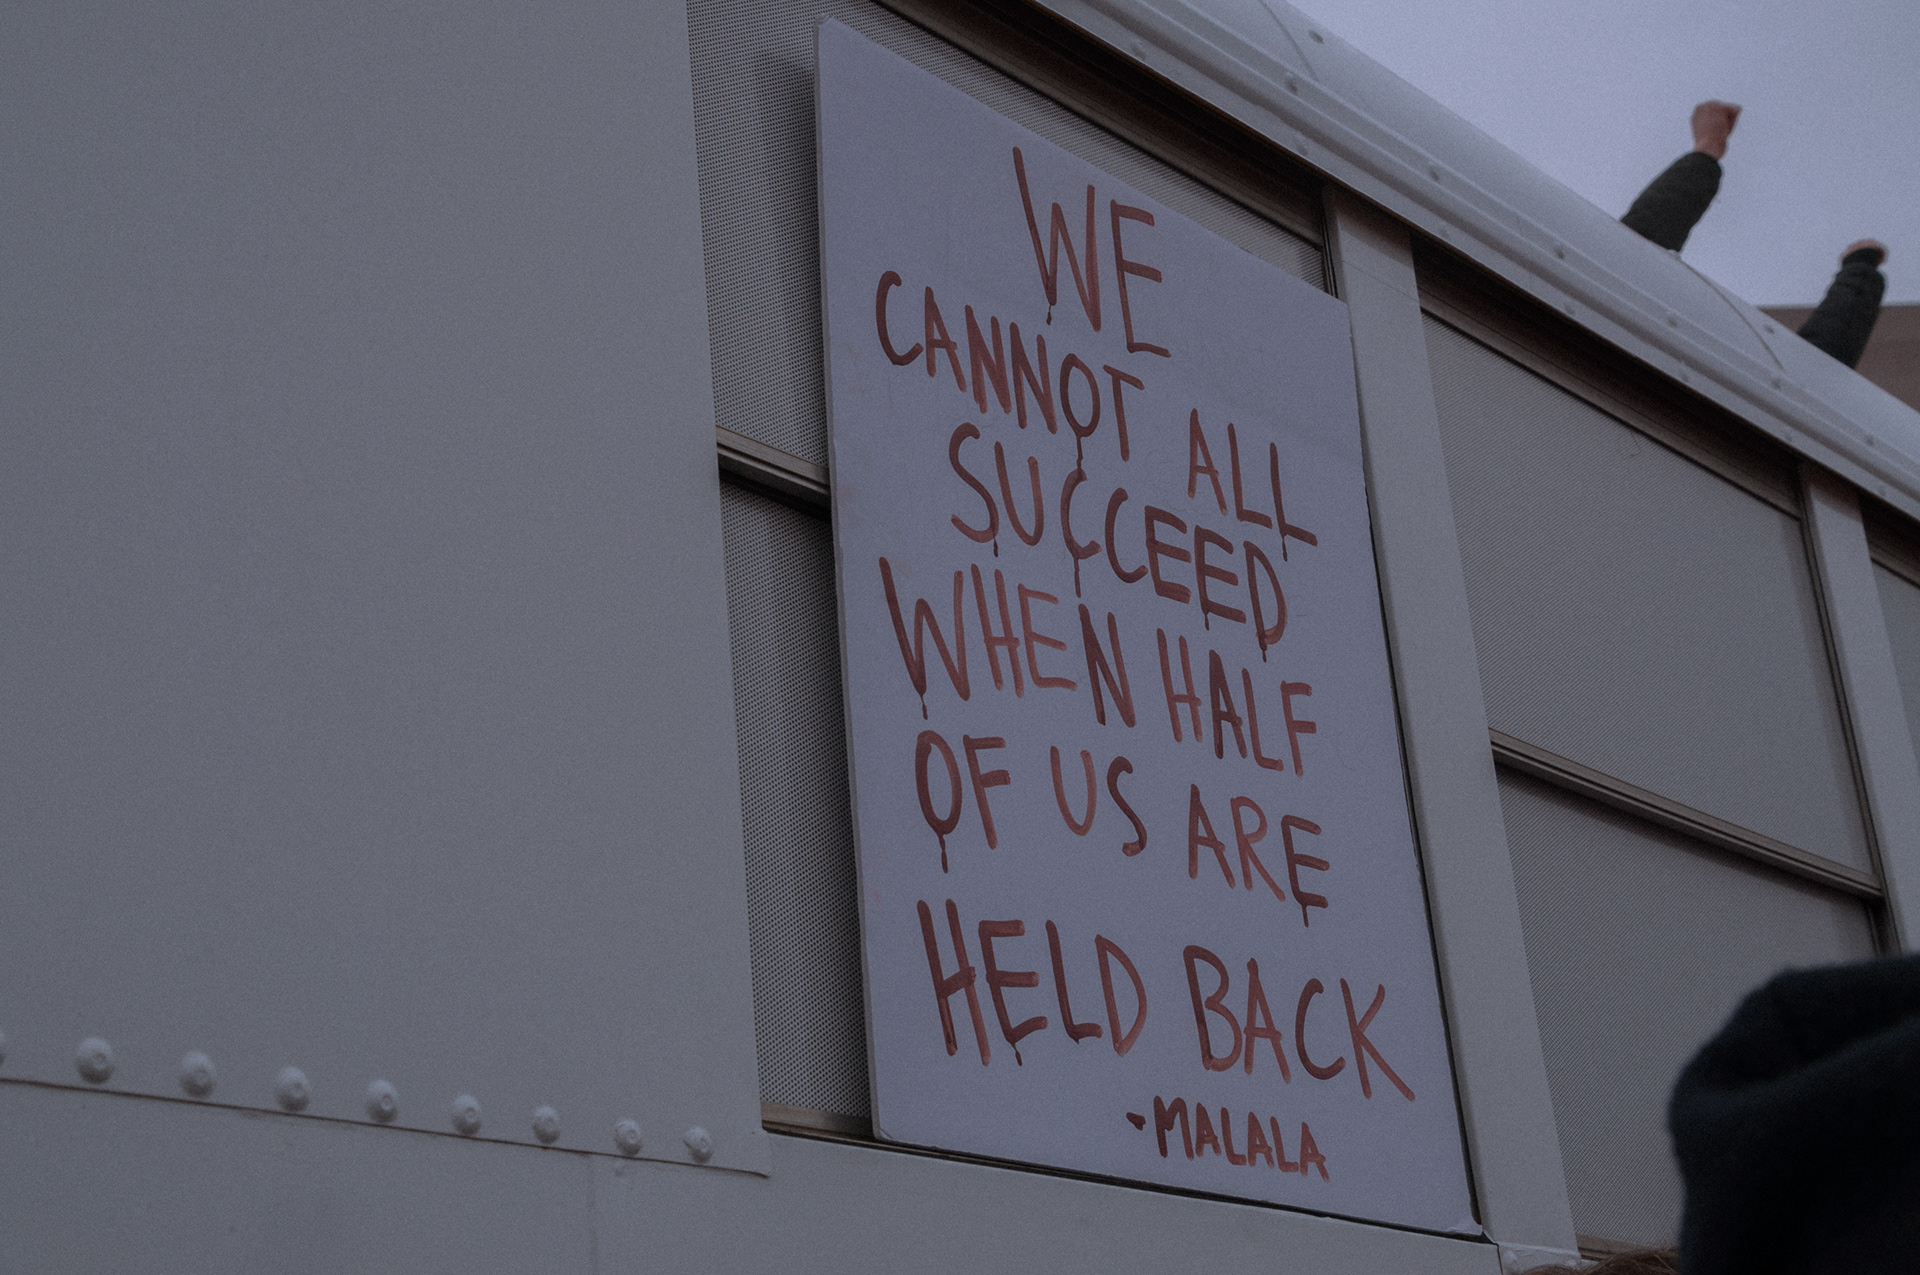 WE
CANNOT ALL
SUCCEED
WHEN HALF
OF US ARE
HELD BACK
-MALALA